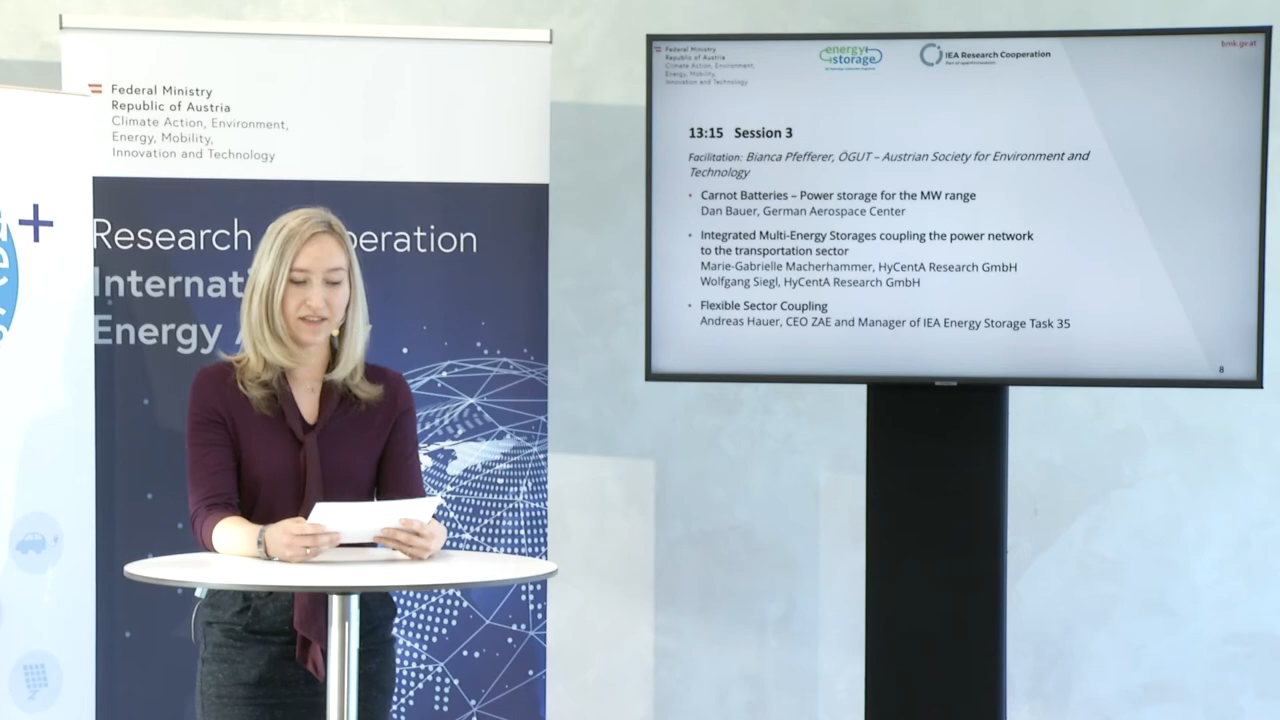 Federal Ministry
Republic of Austria
Climate Action, Environment,
Energy, Mobility,
Innovation and Technology
+
Research
eration
Internati
Energy
Federal Ministry
Republic of Austria
Climate Action, Environment,
Energy, Mobility,
Innovation and Technology
energy
storage
IEA Research Cooperation
bmk.gv.at
13:15 Session 3
Facilitation: Bianca Pfefferer, ÖGUT – Austrian Society for Environment and
Technology
• Carnot Batteries – Power storage for the MW range
Dan Bauer, German Aerospace Center
• Integrated Multi-Energy Storages coupling the power network
to the transportation sector
Marie-Gabrielle Macherhammer, HyCentA Research GmbH
Wolfgang Siegl, HyCentA Research GmbH
• Flexible Sector Coupling
Andreas Hauer, CEO ZAE and Manager of IEA Energy Storage Task 35
8